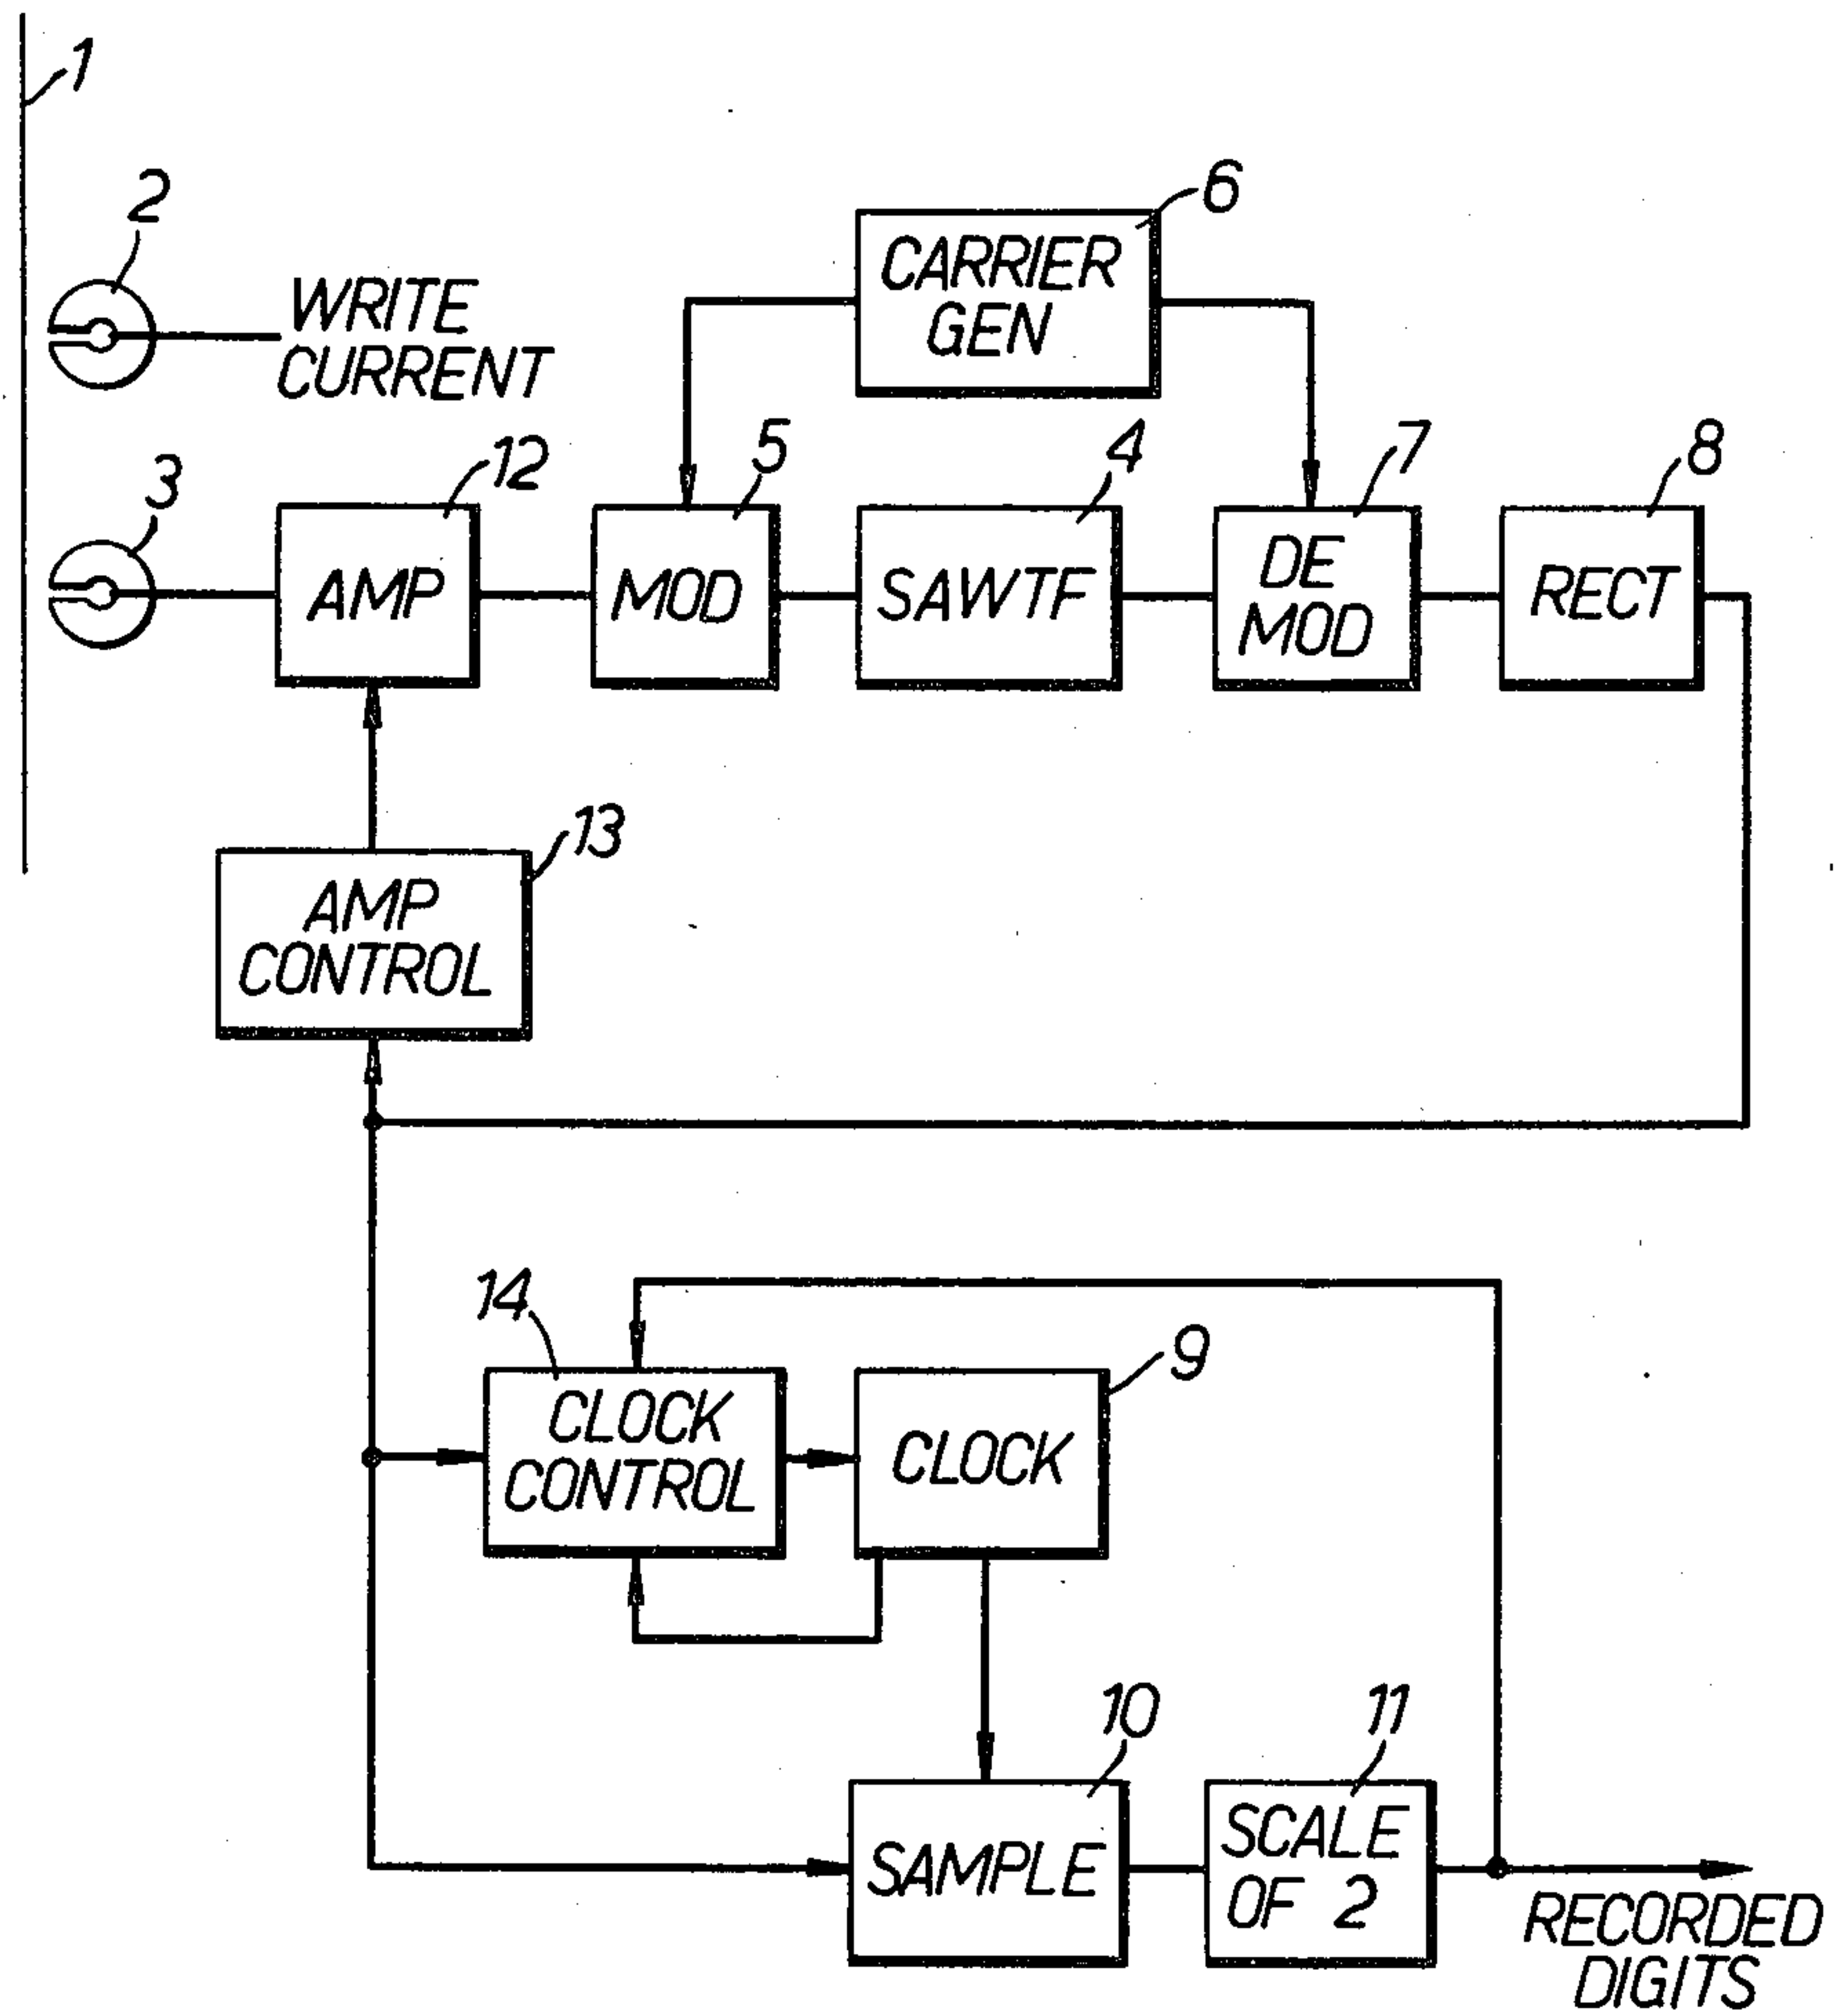 1
2
WRITE
CURRENT
6
CARRIER
GEN
3
12
AMP
5
MOD
4
SAWTF
7
DE
MOD
8
RECT
13
AMP
CONTROL
14
CLOCK
CONTROL
9
CLOCK
10
SAMPLE
11
SCALE
OF 2
RECORDED
DIGITS